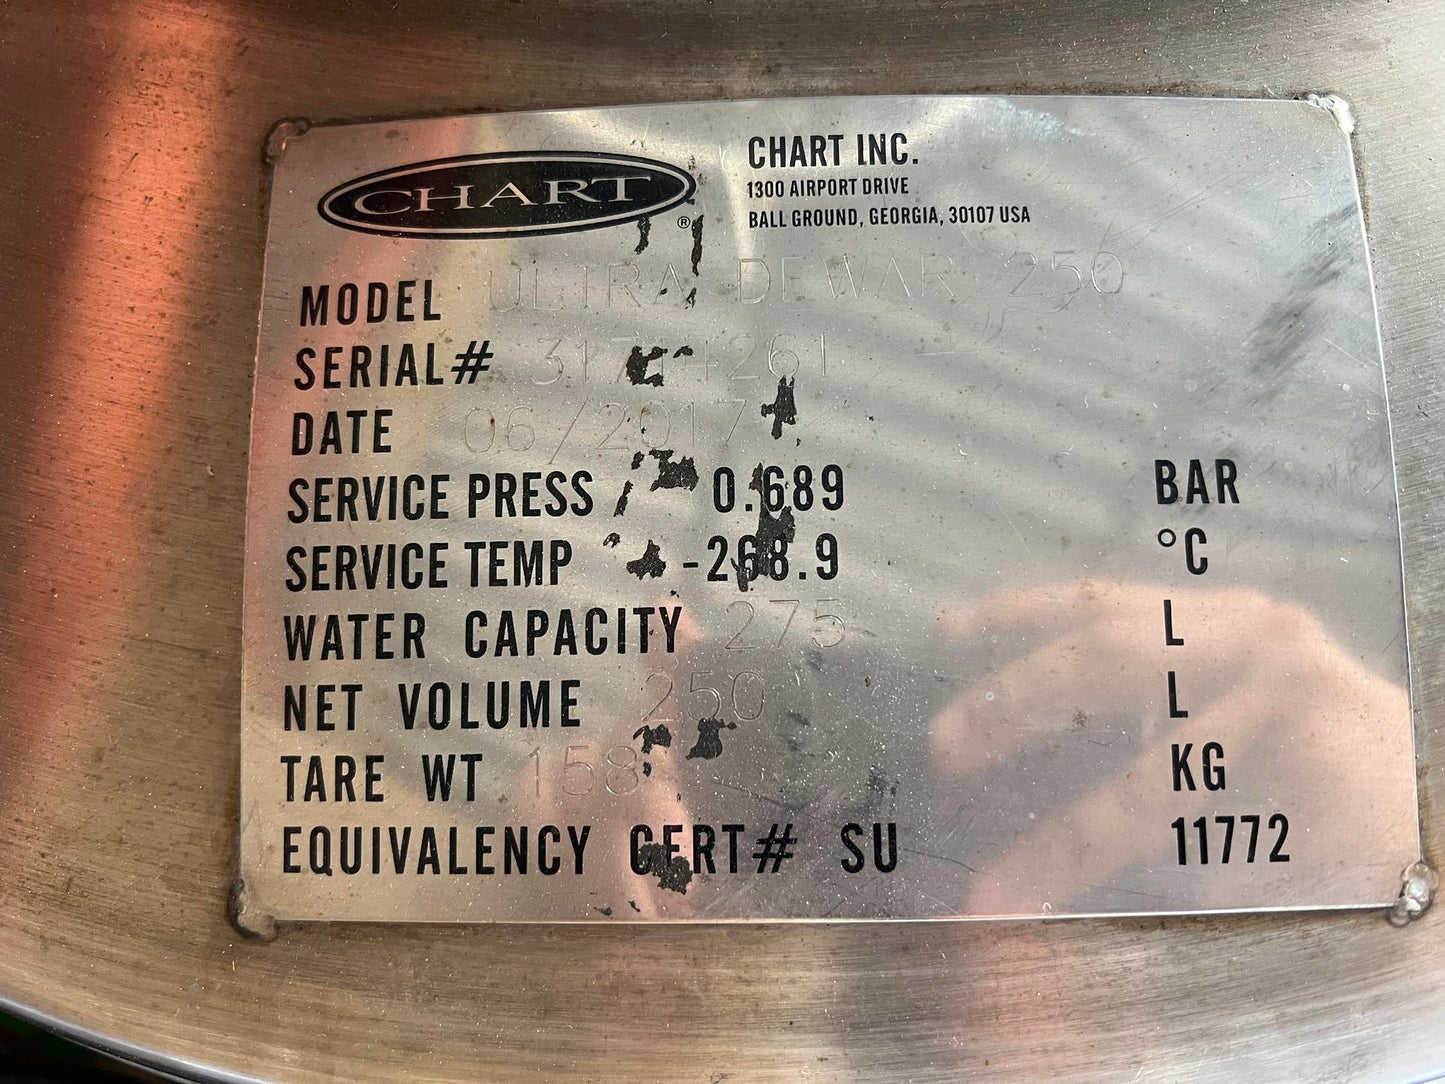 CHART ®
CHART INC.
1300 AIRPORT DRIVE
BALL GROUND, GEORGIA, 30107 USA
MODEL ULTRA DEWAR 250
SERIAL#
DATE 06/2017
SERVICE PRESS 0.689 BAR
SERVICE TEMP -268.9 °C
WATER CAPACITY 275 L
NET VOLUME 250 L
TARE WT 158 KG
EQUIVALENCY CERT# SU 11772